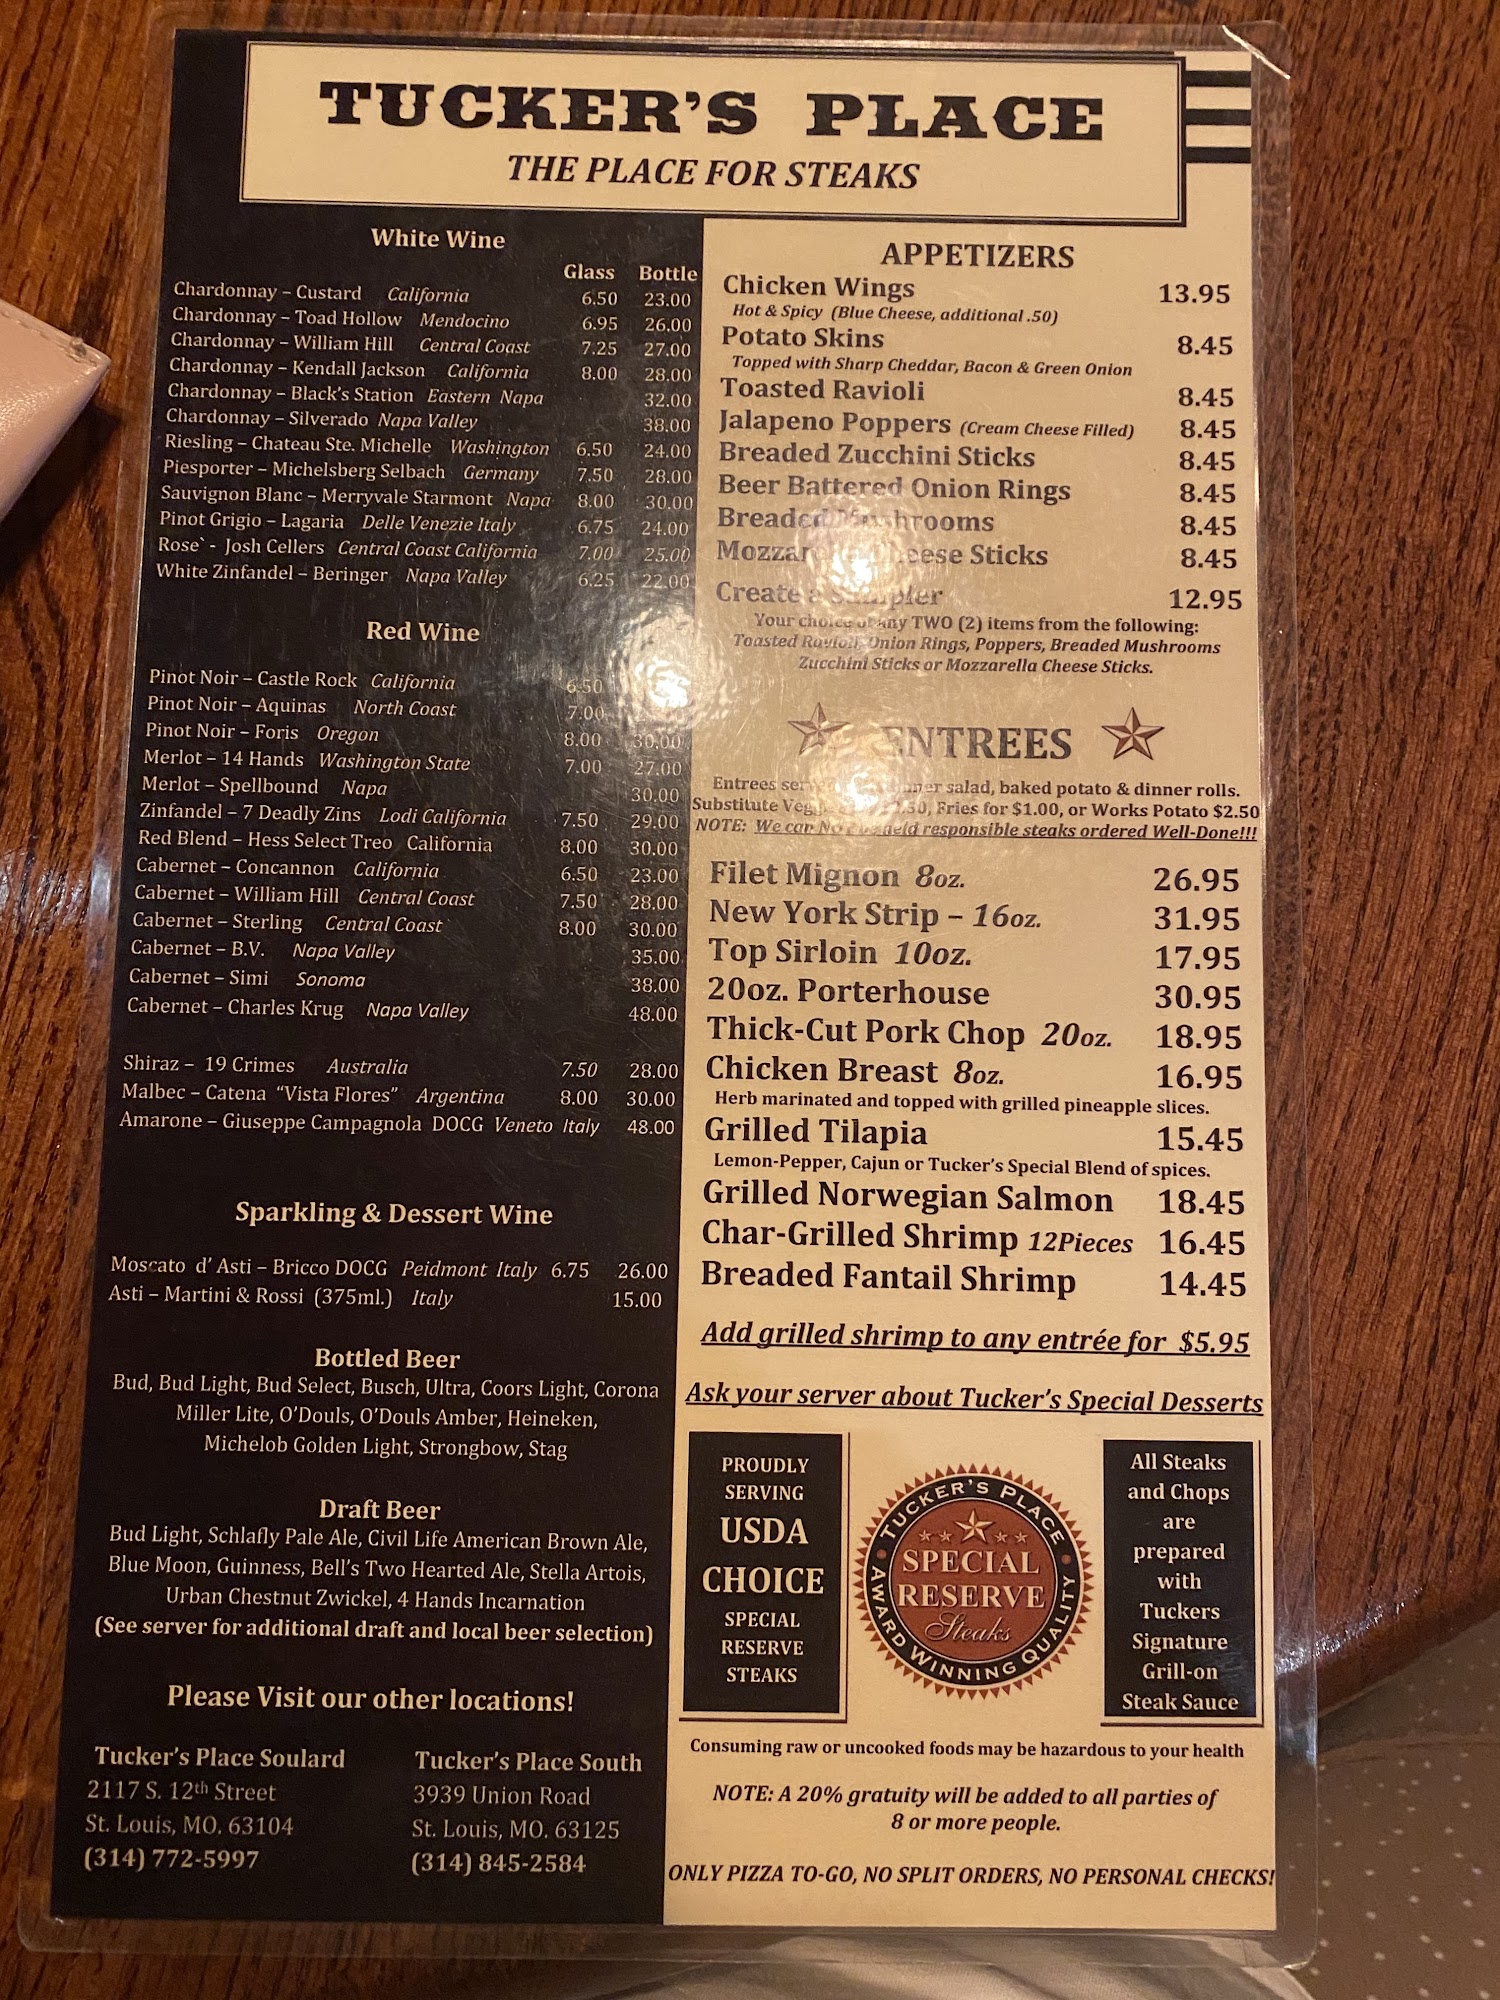 TUCKER'S PLACE
THE PLACE FOR STEAKS
White Wine
Glass Bottle
Chardonnay – Custard California 6.50 23.00
Chardonnay – Toad Hollow Mendocino 6.95 26.00
Chardonnay – William Hill Central Coast 7.25 27.00
Chardonnay – Kendall Jackson California 8.00 28.00
Chardonnay – Black's Station Eastern Napa 32.00
Chardonnay – Silverado Napa Valley 38.00
Riesling – Chateau Ste. Michelle Washington 6.50 24.00
Piesporter – Michelsberg Selbach Germany 7.50 28.00
Sauvignon Blanc – Merryvale Starmont Napa 8.00 30.00
Pinot Grigio – Lagaria Delle Venezie Italy 6.75 24.00
Rose` - Josh Cellers Central Coast California 7.00 25.00
White Zinfandel – Beringer Napa Valley 6.25 22.00
Red Wine
Pinot Noir – Castle Rock California 6.50
Pinot Noir – Aquinas North Coast 7.00
Pinot Noir – Foris Oregon 8.00 30.00
Merlot – 14 Hands Washington State 7.00 27.00
Merlot – Spellbound Napa 30.00
Zinfandel – 7 Deadly Zins Lodi California 7.50 29.00
Red Blend – Hess Select Treo California 8.00 30.00
Cabernet – Concannon California 6.50 23.00
Cabernet – William Hill Central Coast 7.50 28.00
Cabernet – Sterling Central Coast 8.00 30.00
Cabernet – B.V. Napa Valley 35.00
Cabernet – Simi Sonoma 38.00
Cabernet – Charles Krug Napa Valley 48.00
Shiraz – 19 Crimes Australia 7.50 28.00
Malbec – Catena "Vista Flores" Argentina 8.00 30.00
Amarone – Giuseppe Campagnola DOCG Veneto Italy 48.00
Sparkling & Dessert Wine
Moscato d' Asti – Bricco DOCG Peidmont Italy 6.75 26.00
Asti – Martini & Rossi (375ml.) Italy 15.00
Bottled Beer
Bud, Bud Light, Bud Select, Busch, Ultra, Coors Light, Corona
Miller Lite, O'Douls, O'Douls Amber, Heineken,
Michelob Golden Light, Strongbow, Stag
Draft Beer
Bud Light, Schlafly Pale Ale, Civil Life American Brown Ale,
Blue Moon, Guinness, Bell's Two Hearted Ale, Stella Artois,
Urban Chestnut Zwickel, 4 Hands Incarnation
(See server for additional draft and local beer selection)
Please Visit our other locations!
Tucker's Place Soulard
2117 S. 12th Street
St. Louis, MO. 63104
(314) 772-5997
Tucker's Place South
3939 Union Road
St. Louis, MO. 63125
(314) 845-2584
APPETIZERS
Chicken Wings 13.95
Hot & Spicy (Blue Cheese, additional .50)
Potato Skins 8.45
Topped with Sharp Cheddar, Bacon & Green Onion
Toasted Ravioli 8.45
Jalapeno Poppers (Cream Cheese Filled) 8.45
Breaded Zucchini Sticks 8.45
Beer Battered Onion Rings 8.45
Breaded Mushrooms 8.45
Mozzarella Cheese Sticks 8.45
Create a Sampler 12.95
Your choice of any TWO (2) items from the following:
Toasted Ravioli, Onion Rings, Poppers, Breaded Mushrooms
Zucchini Sticks or Mozzarella Cheese Sticks.
ENTREES
Entrees dinner salad, baked potato & dinner rolls.
Substitute Fries for $1.00, or Works Potato $2.50
NOTE: We can NOT be held responsible steaks ordered Well-Done!!!
Filet Mignon 8oz. 26.95
New York Strip – 16oz. 31.95
Top Sirloin 10oz. 17.95
20oz. Porterhouse 30.95
Thick-Cut Pork Chop 20oz. 18.95
Chicken Breast 8oz. 16.95
Herb marinated and topped with grilled pineapple slices.
Grilled Tilapia 15.45
Lemon-Pepper, Cajun or Tucker's Special Blend of spices.
Grilled Norwegian Salmon 18.45
Char-Grilled Shrimp 12Pieces 16.45
Breaded Fantail Shrimp 14.45
Add grilled shrimp to any entrée for $5.95
Ask your server about Tucker's Special Desserts
PROUDLY
SERVING
USDA
CHOICE
SPECIAL
RESERVE
STEAKS
TUCKER'S PLACE
SPECIAL
RESERVE
Steaks
AWARD WINNING QUALITY
All Steaks
and Chops
are
prepared
with
Tuckers
Signature
Grill-on
Steak Sauce
Consuming raw or uncooked foods may be hazardous to your health
NOTE: A 20% gratuity will be added to all parties of
8 or more people.
ONLY PIZZA TO-GO, NO SPLIT ORDERS, NO PERSONAL CHECKS!